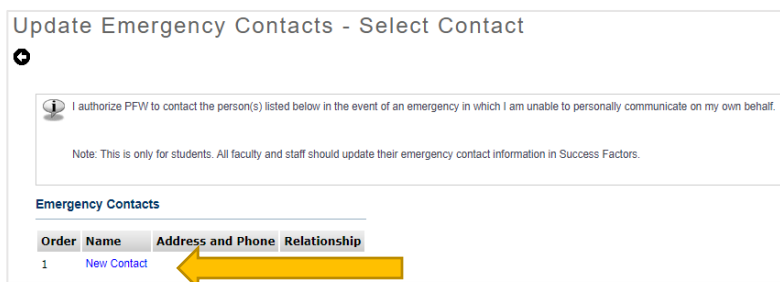 Update Emergency Contacts - Select Contact
I authorize PFW to contact the person(s) listed below in the event of an emergency in which I am unable to personally communicate on my own behalf.
Note: This is only for students. All faculty and staff should update their emergency contact information in Success Factors.
Emergency Contacts
Order Name Address and Phone Relationship
1 New Contact